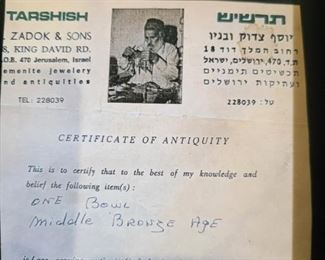 TARSHISH
ZADOK & SONS
KING DAVID RD.
O.B. 470 Jerusalem, Israel
emenite jewelery
and antiquities
TEL: 228039
תרשיש
יוסף צדוק ובניו
רחוב המלך דוד 18
ת.ד. 470, ירושלים, ישראל
תכשיטים תימניים
ועתיקות ירושלים
טל: 228039
CERTIFICATE OF ANTIQUITY
This is to certify that to the best of my knowledge and
belief the following item(s):
ONE Bowl
Middle Bronze Age